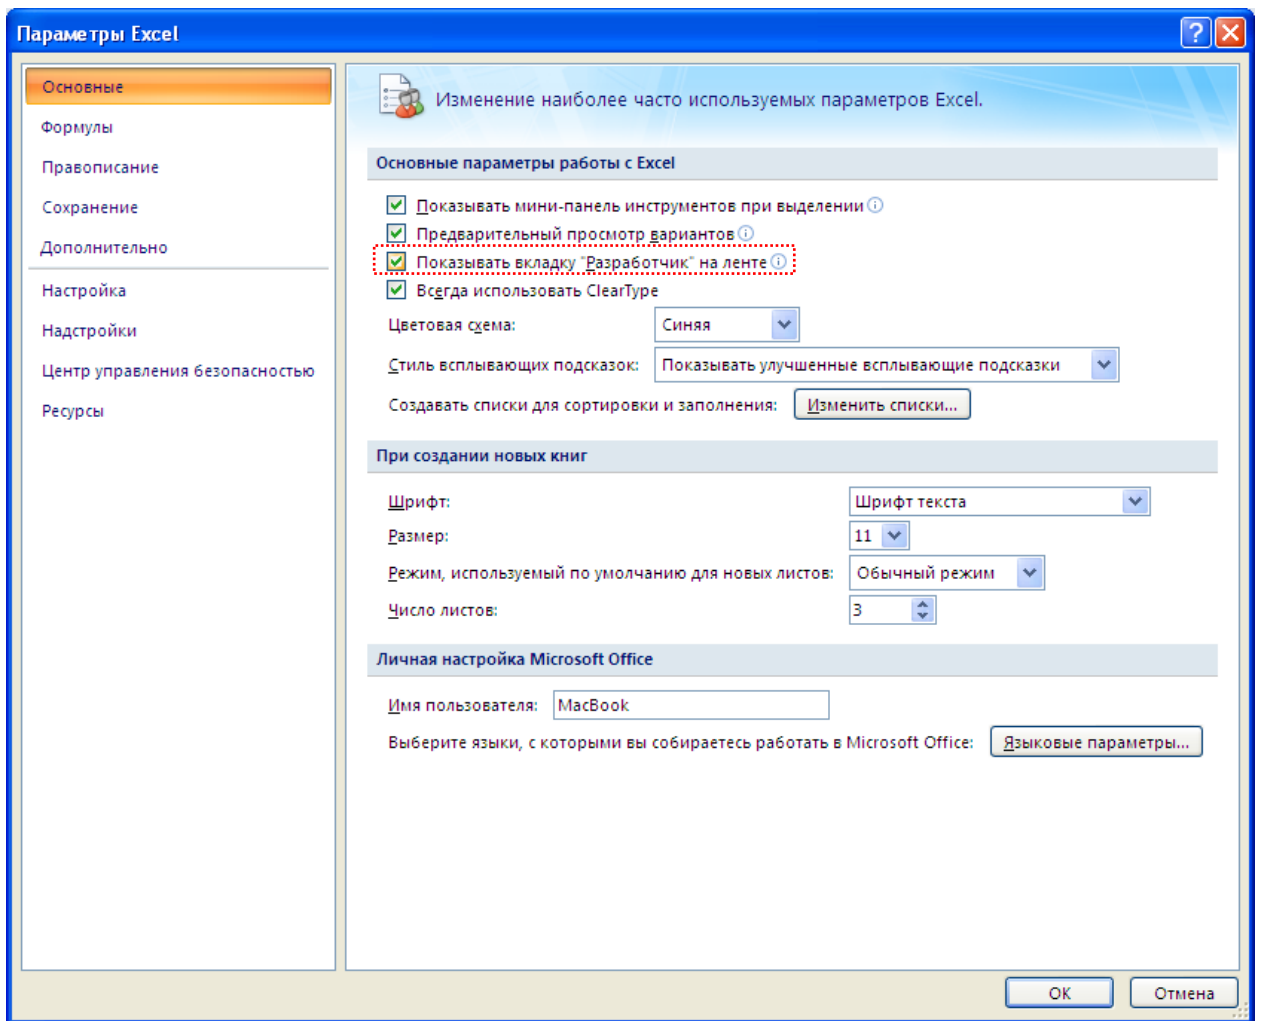 Параметры Excel
Основные
Формулы
Правописание
Сохранение
Дополнительно
Настройка
Надстройки
Центр управления безопасностью
Ресурсы
Изменение наиболее часто используемых параметров Excel.
Основные параметры работы с Excel
Показывать мини-панель инструментов при выделении
Предварительный просмотр вариантов
Показывать вкладку "Разработчик" на ленте
Всегда использовать ClearType
Цветовая схема: Синяя
Стиль всплывающих подсказок: Показывать улучшенные всплывающие подсказки
Создавать списки для сортировки и заполнения: Изменить списки...
При создании новых книг
Шрифт: Шрифт текста
Размер: 11
Режим, используемый по умолчанию для новых листов: Обычный режим
Число листов: 3
Личная настройка Microsoft Office
Имя пользователя: MacBook
Выберите языки, с которыми вы собираетесь работать в Microsoft Office: Языковые параметры...
ОК Отмена